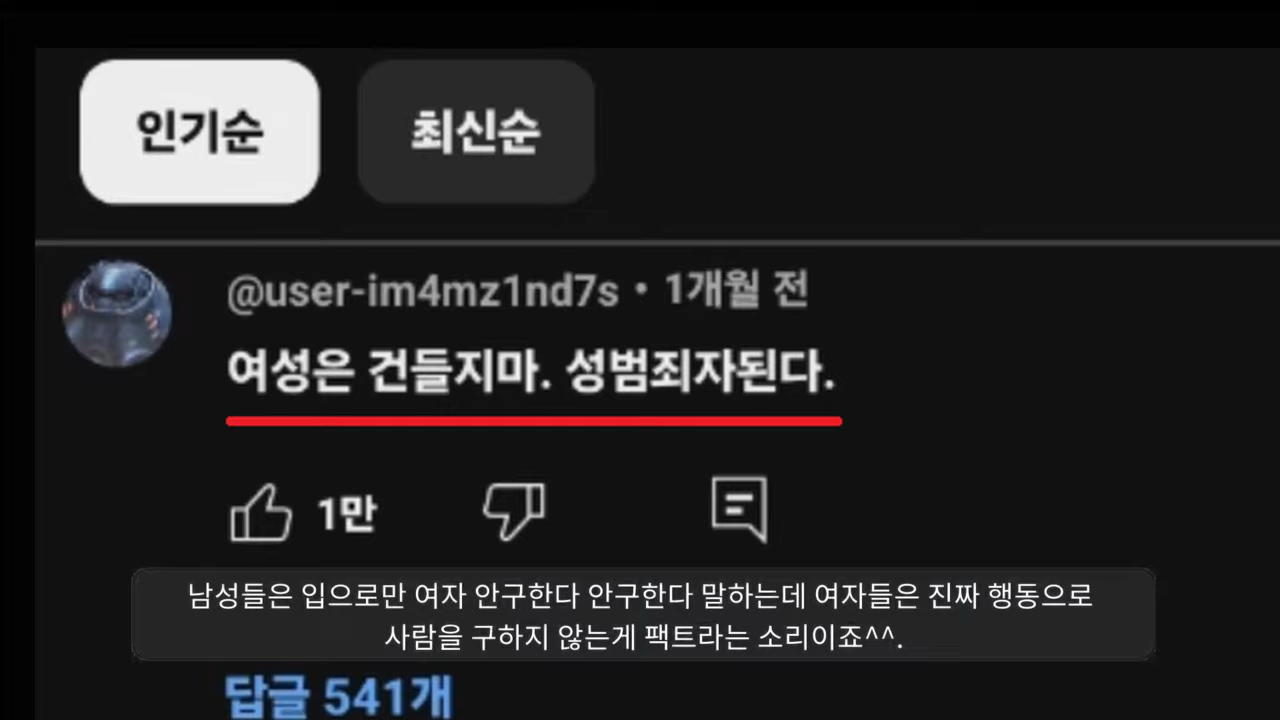 인기순 최신순
@user-im4mz1nd7s • 1개월 전
여성은 건들지마. 성범죄자된다.
1만
남성들은 입으로만 여자 안구한다 안구한다 말하는데 여자들은 진짜 행동으로
사람을 구하지 않는게 팩트라는 소리이죠^^.
답글 541개